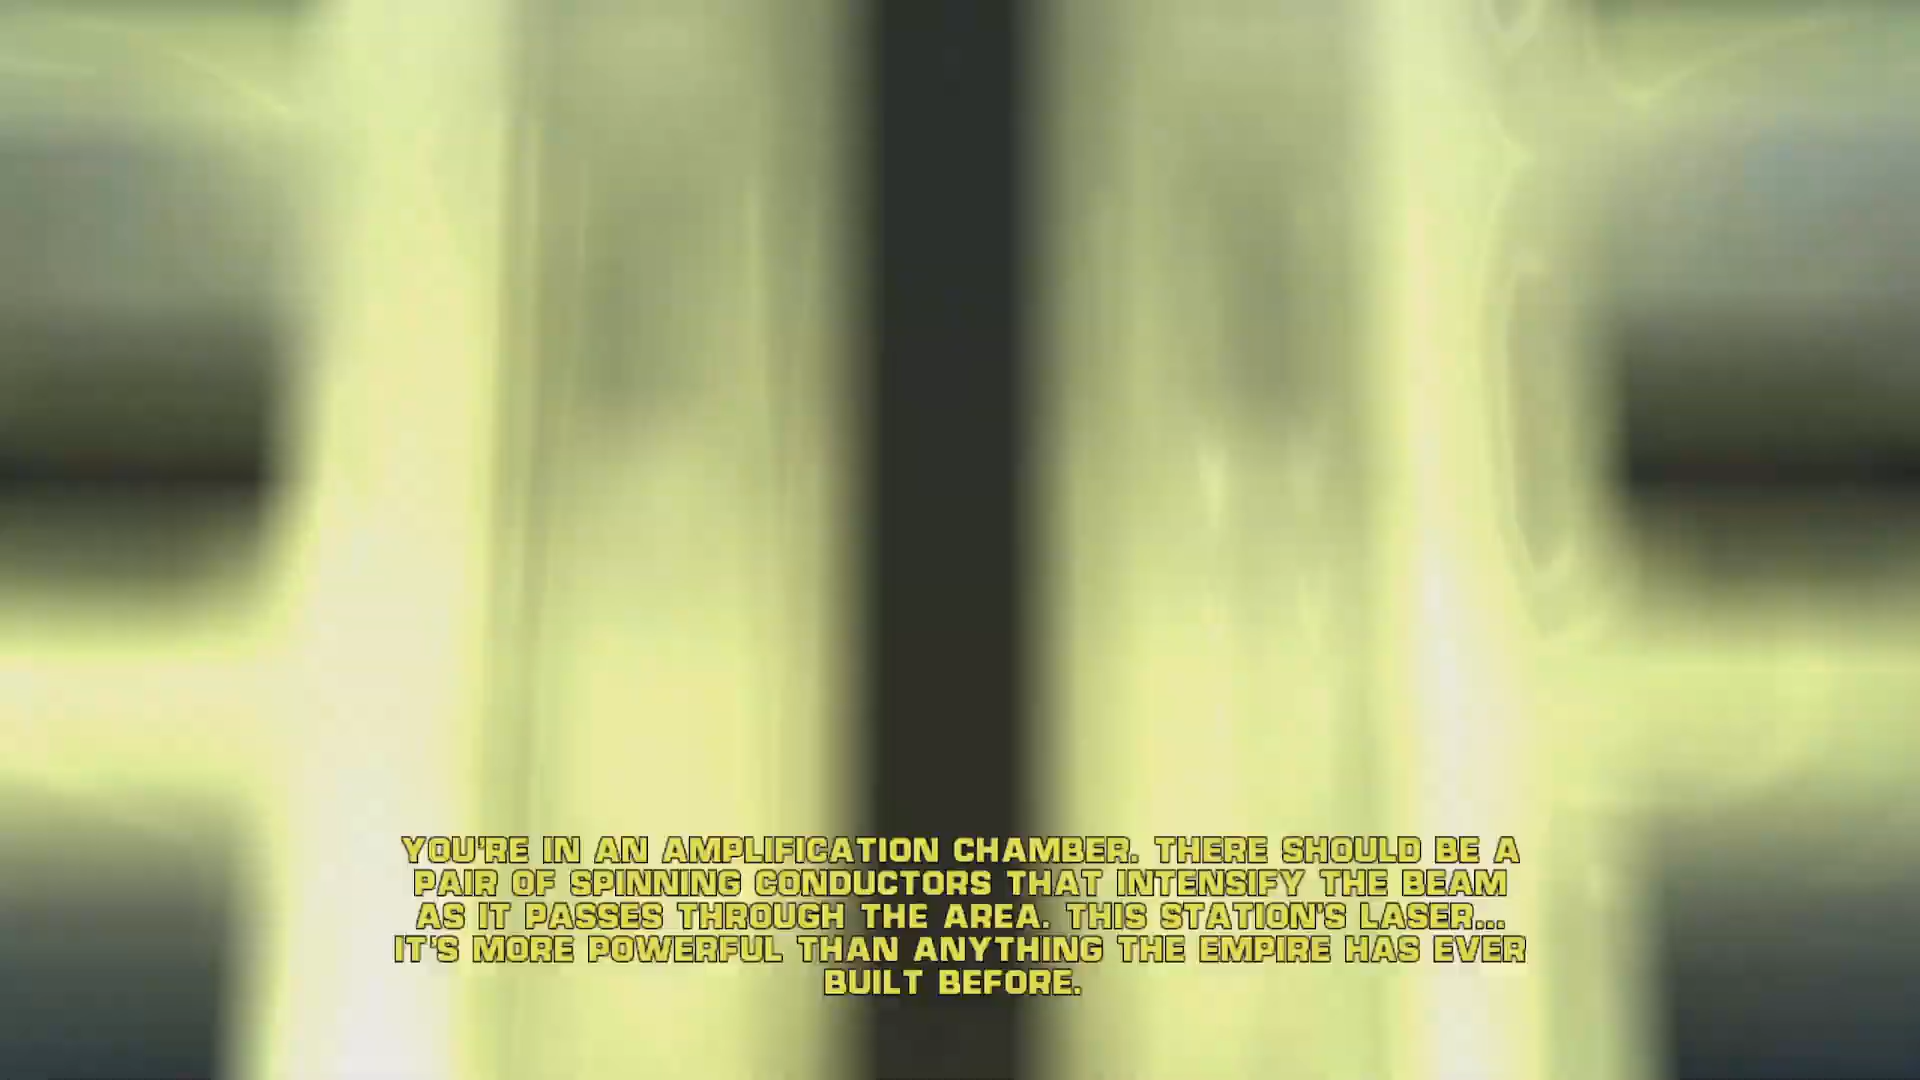 YOU'RE IN AN AMPLIFICATION CHAMBER. THERE SHOULD BE A
PAIR OF SPINNING CONDUCTORS THAT INTENSIFY THE BEAM
AS IT PASSES THROUGH THE AREA. THIS STATION'S LASER...
IT'S MORE POWERFUL THAN ANYTHING THE EMPIRE HAS EVER
BUILT BEFORE.